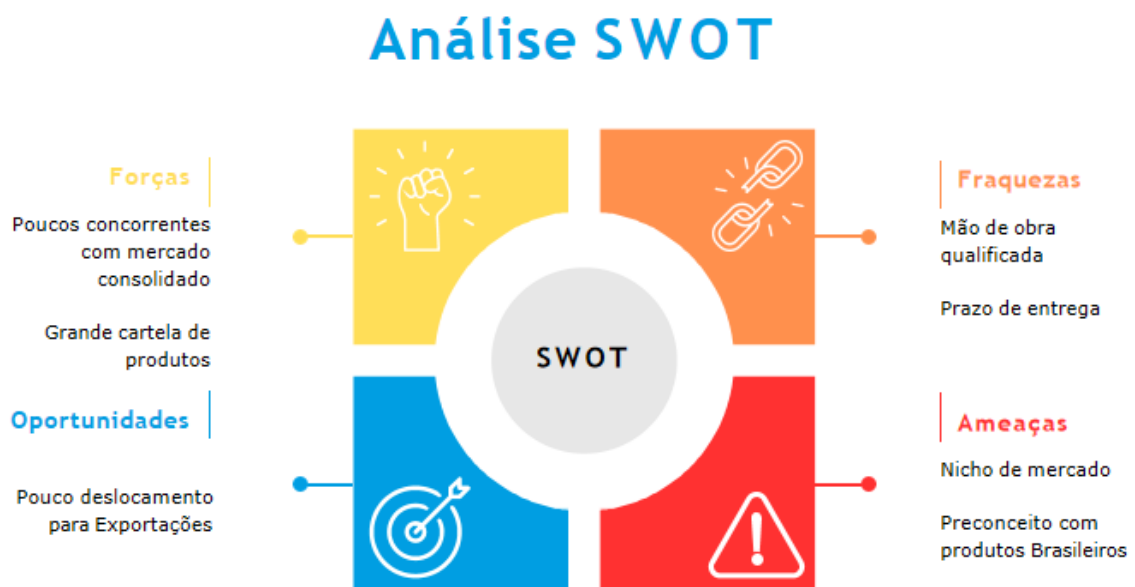 Análise SWOT
Forças
Poucos concorrentes
com mercado
consolidado
Grande cartela de
produtos
Fraquezas
Mão de obra
qualificada
Prazo de entrega
SWOT
Oportunidades
Pouco deslocamento
para Exportações
Ameaças
Nicho de mercado
Preconceito com
produtos Brasileiros